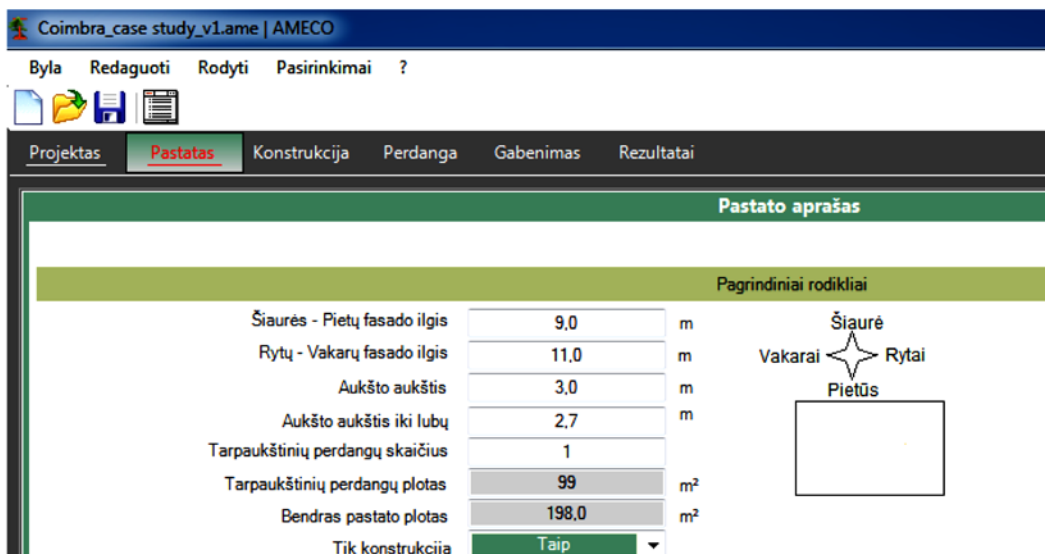 Coimbra_case study_v1.ame | AMECO
Byla Redaguoti Rodyti Pasirinkimai ?
Projektas Pastatas Konstrukcija Perdanga Gabenimas Rezultatai
Pastato aprašas
Pagrindiniai rodikliai
Šiaurės - Pietų fasado ilgis 9,0 m
Šiaurė
Rytų - Vakarų fasado ilgis 11,0 m
Vakarai Rytai
Aukšto aukštis 3,0 m
Pietūs
Aukšto aukštis iki lubų 2,7 m
Tarpaukštinių perdangų skaičius 1
Tarpaukštinių perdangų plotas 99 m²
Bendras pastato plotas 198,0 m²
Tik konstrukcija Taip